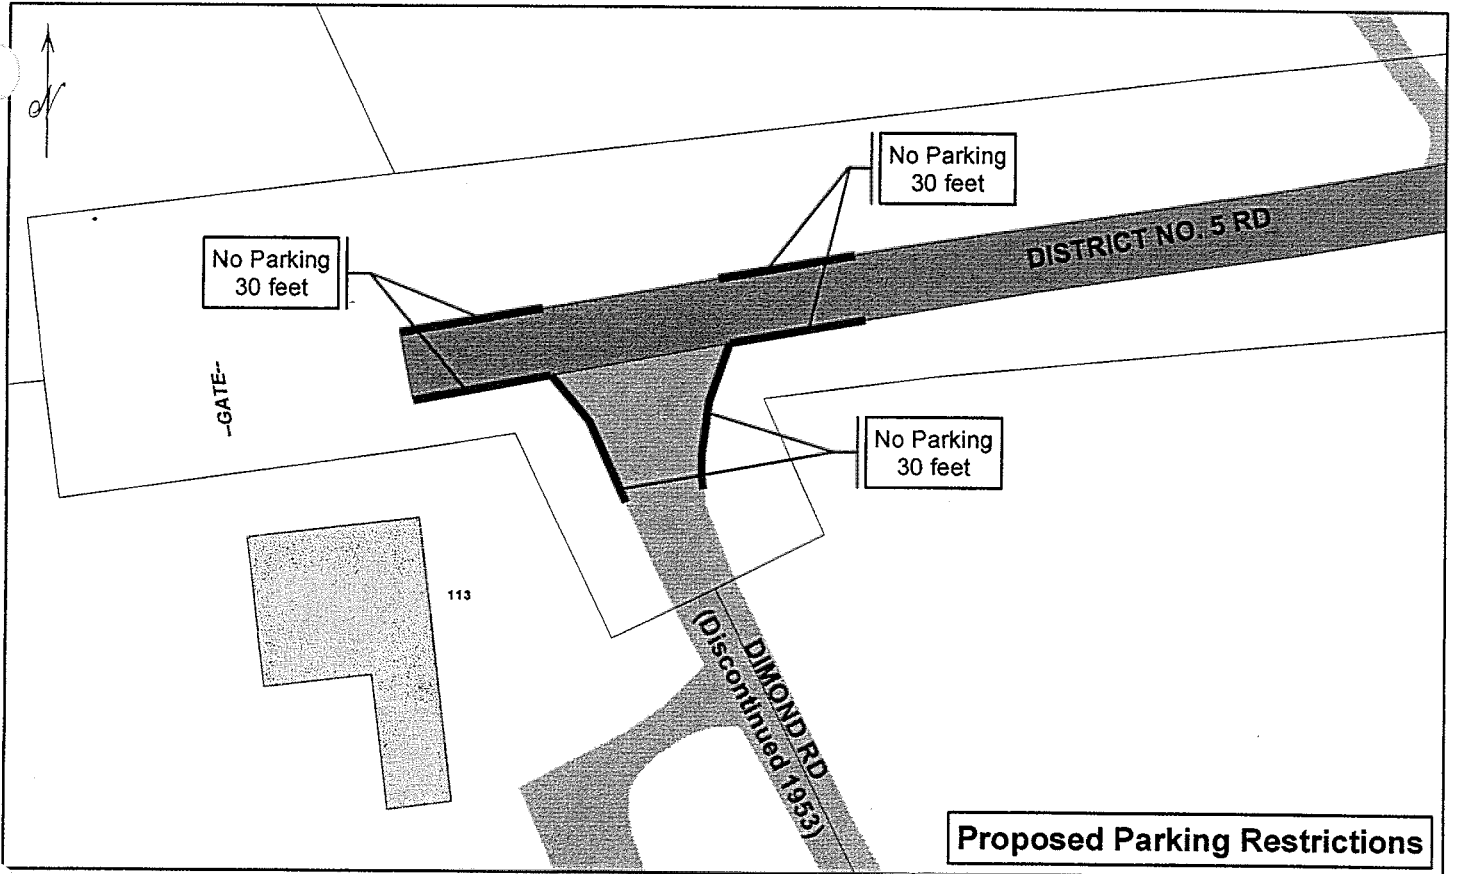 N
No Parking
30 feet
DISTRICT NO. 5 RD
No Parking
30 feet
--GATE--
No Parking
30 feet
113
DIMOND RD
(Discontinued 1953)
Proposed Parking Restrictions